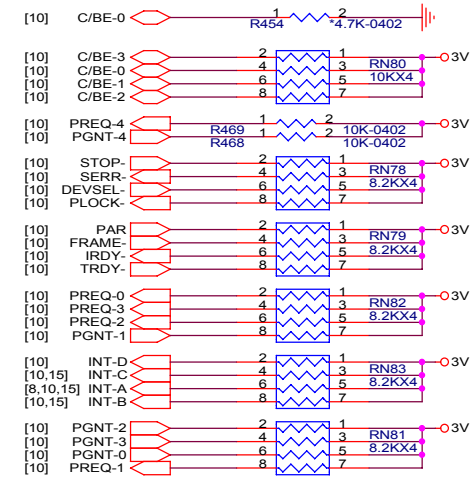 [10] C/BE-0 1 2
R454 *4.7K-0402
[10] C/BE-3 2 1 3V
[10] C/BE-0 4 3 RN80
[10] C/BE-1 6 5 10KX4
[10] C/BE-2 8 7
[10] PREQ-4 1 2 3V
[10] PGNT-4 R469 1 2 10K-0402
R468 10K-0402
[10] STOP- 2 1 3V
[10] SERR- 4 3 RN78
[10] DEVSEL- 6 5 8.2KX4
[10] PLOCK- 8 7
[10] PAR 2 1 3V
[10] FRAME- 4 3 RN79
[10] IRDY- 6 5 8.2KX4
[10] TRDY- 8 7
[10] PREQ-0 2 1 3V
[10] PREQ-3 4 3 RN82
[10] PREQ-2 6 5 8.2KX4
[10] PGNT-1 8 7
[10] INT-D 2 1 3V
[10,15] INT-C 4 3 RN83
[8,10,15] INT-A 6 5 8.2KX4
[10,15] INT-B 8 7
[10] PGNT-2 2 1 3V
[10] PGNT-3 4 3 RN81
[10] PGNT-0 6 5 8.2KX4
[10] PREQ-1 8 7